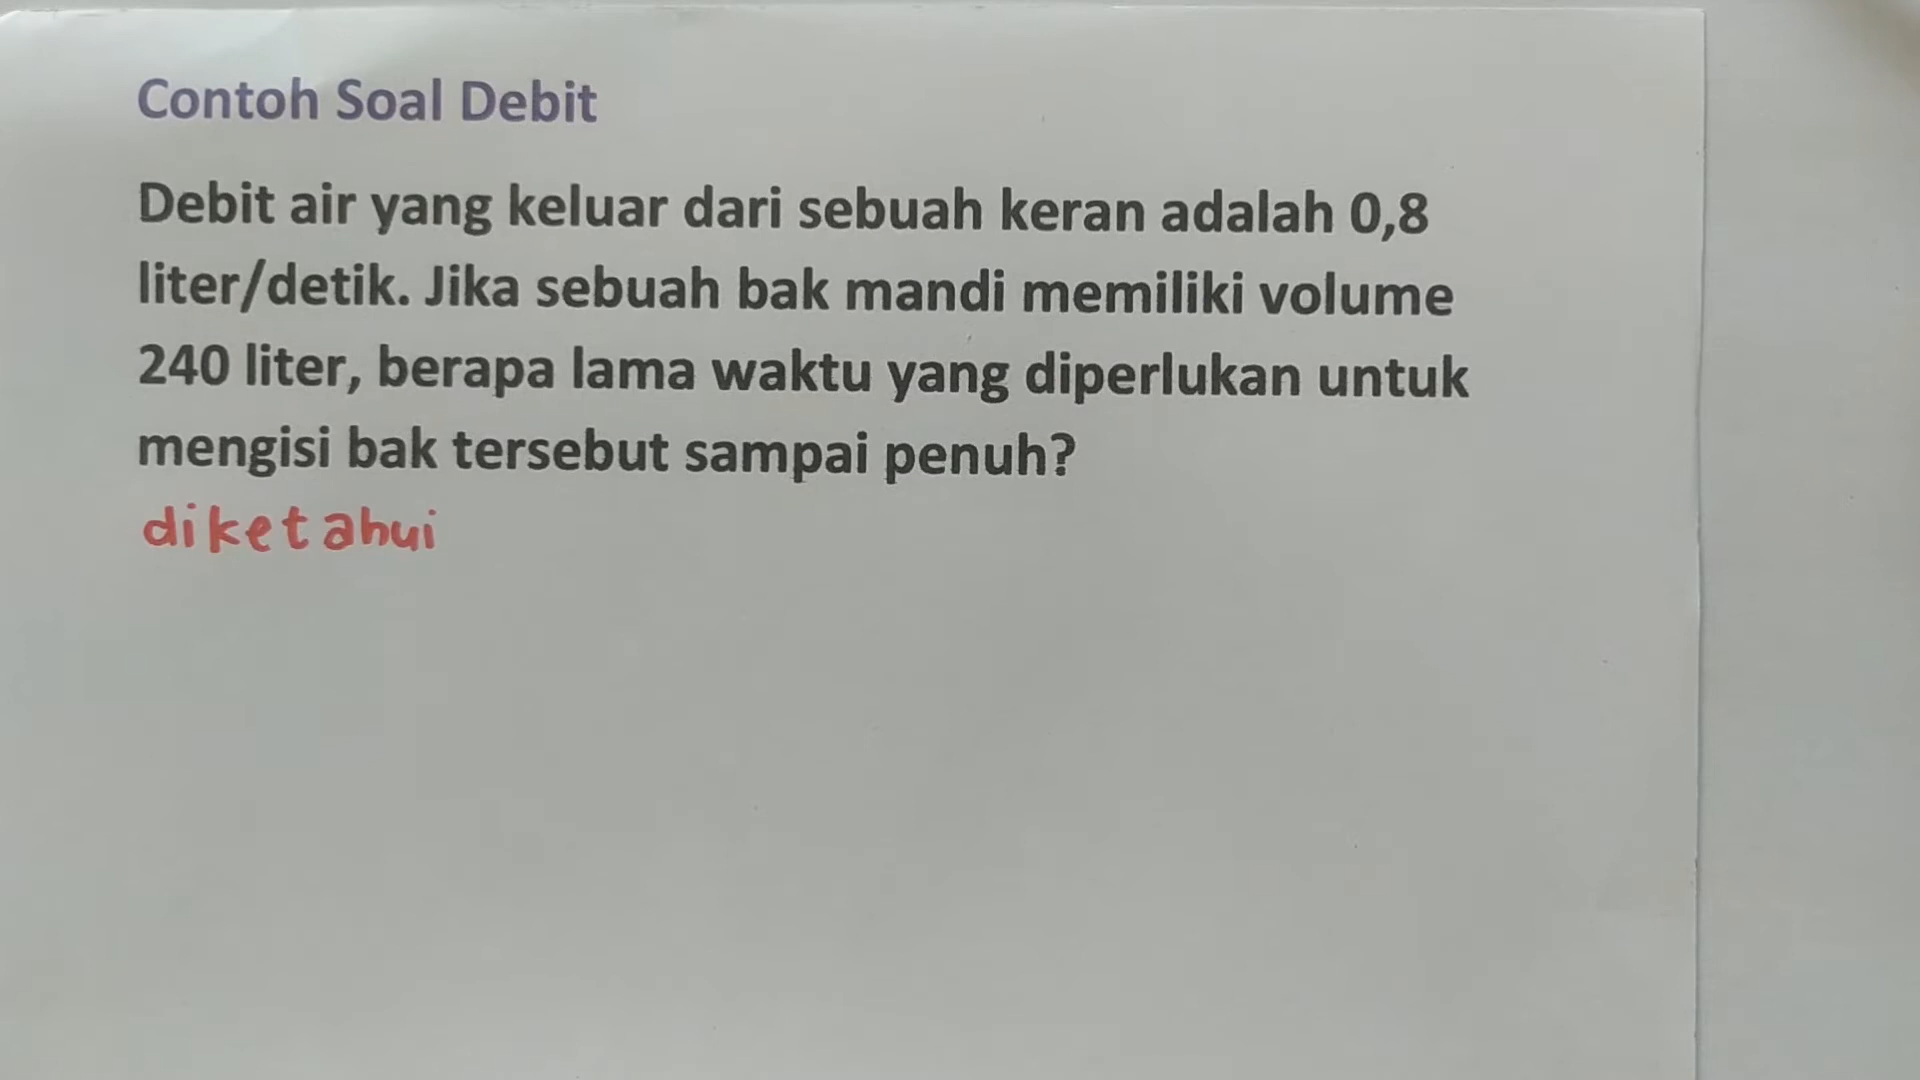 Contoh Soal Debit
Debit air yang keluar dari sebuah keran adalah 0,8
liter/detik. Jika sebuah bak mandi memiliki volume
240 liter, berapa lama waktu yang diperlukan untuk
mengisi bak tersebut sampai penuh?
diketahui